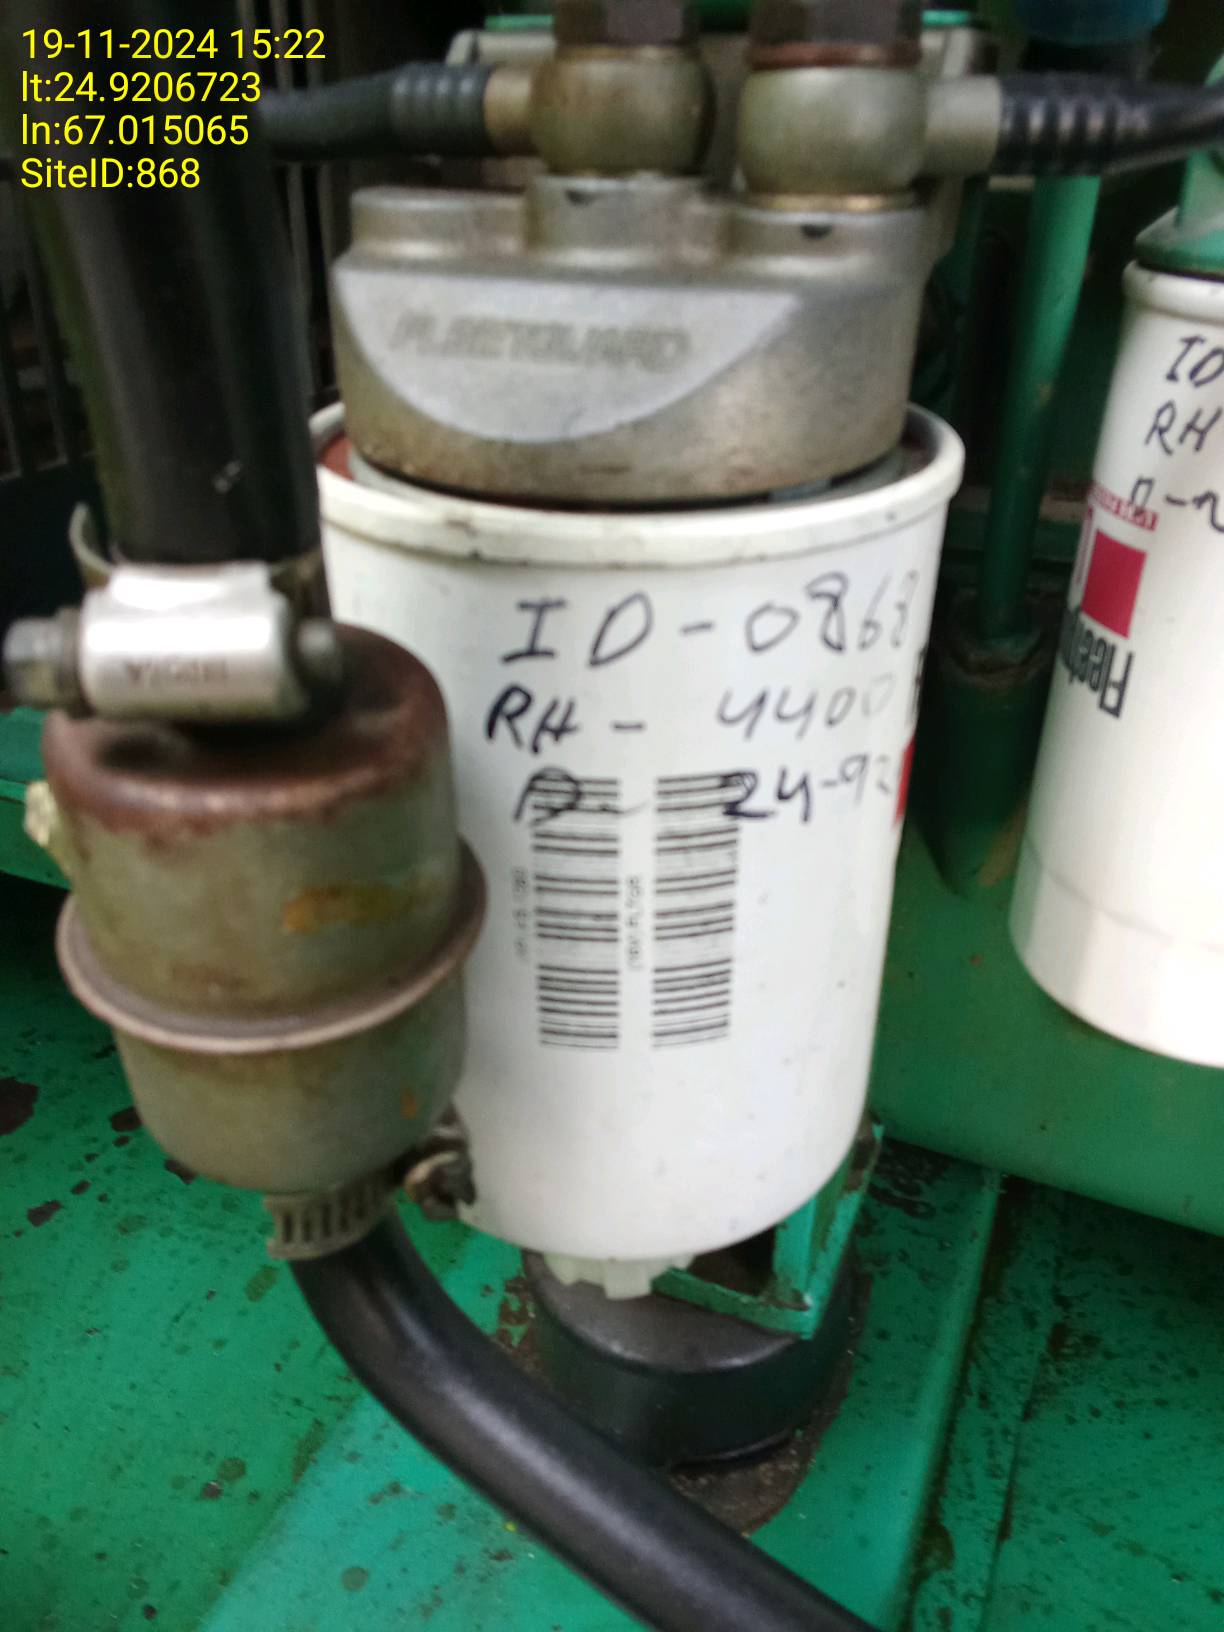 19-11-2024 15:22
lt:24.9206723
ln:67.015065
SiteID:868
FLEETGUARD
ID-0868
RH- 4400
24-92
ID
RH
Fleet